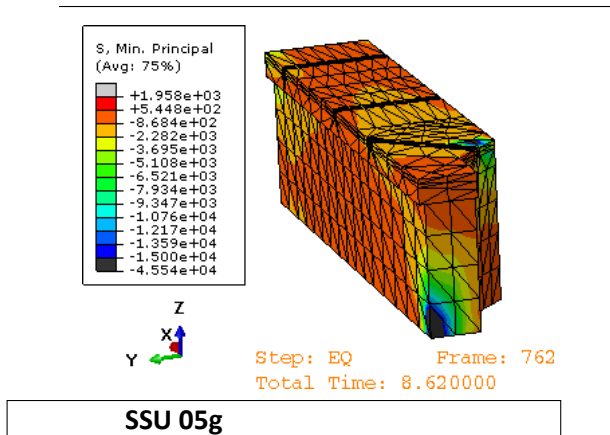 S, Min. Principal
(Avg: 75%)
+1.958e+03
+5.448e+02
-8.684e+02
-2.282e+03
-3.695e+03
-5.108e+03
-6.521e+03
-7.934e+03
-9.347e+03
-1.076e+04
-1.217e+04
-1.359e+04
-1.500e+04
-4.554e+04
Z
X
Y
Step: EQ Frame: 762
Total Time: 8.620000
SSU 05g